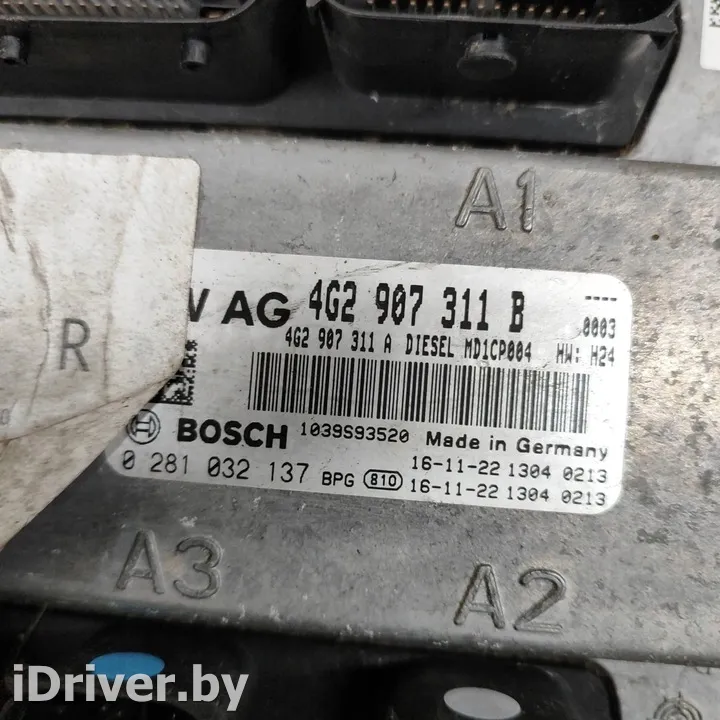 A1
R
W AG 4G2 907 311 B
----
0003
4G2 907 311 A DIESEL MD1CP004 HW: H24
BOSCH 1039S93520 Made in Germany
16-11-22 1304 0213
0 281 032 137 BPG 810 16-11-22 1304 0213
A3
A2
iDriver.by